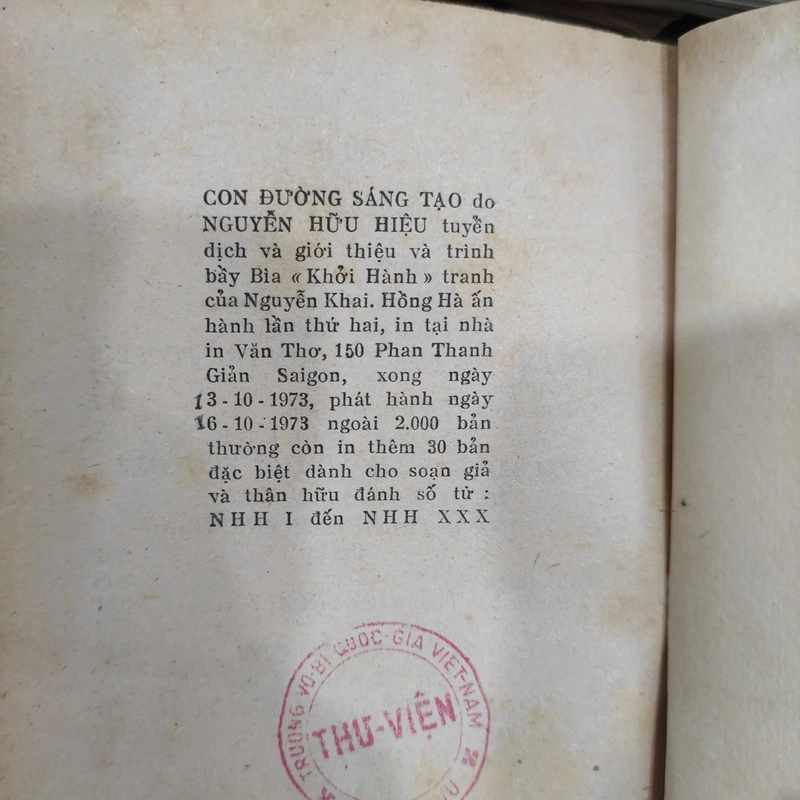 CON ĐƯỜNG SÁNG TẠO do
NGUYỄN HỮU HIỆU tuyển
dịch và giới thiệu và trình
bầy Bìa « Khởi Hành » tranh
của Nguyễn Khai. Hồng Hà ấn
hành lần thứ hai, in tại nhà
in Văn Thơ, 150 Phan Thanh
Giản Saigon, xong ngày
13-10-1973, phát hành ngày
16-10-1973 ngoài 2.000 bản
thường còn in thêm 30 bản
đặc biệt dành cho soạn giả
và thận hữu đánh số từ :
NHH I đến NHH XXX
TRƯỜNG VÕ-BỊ QUỐC-GIA VIỆT-NAM
THƯ-VIỆN